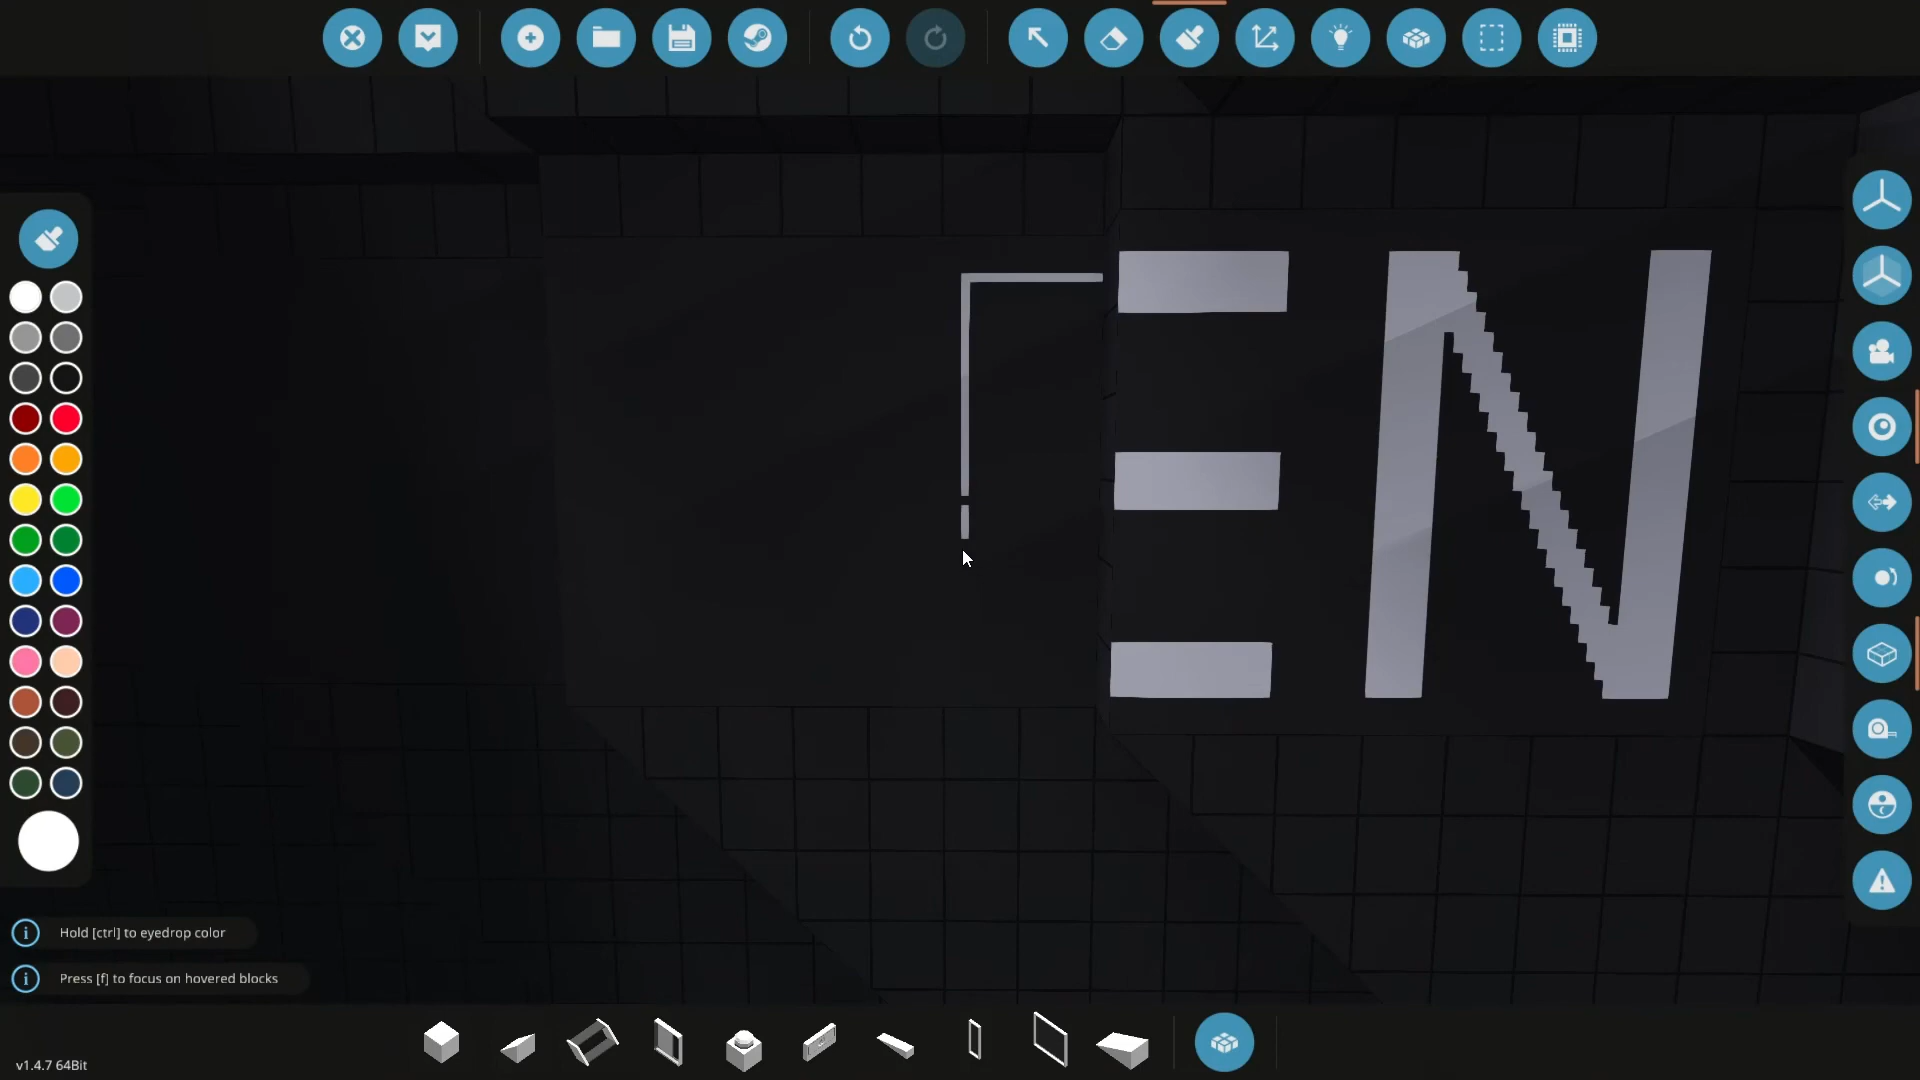 EN
Hold [ctrl] to eyedrop color
Press [f] to focus on hovered blocks
v1.4.7 64Bit